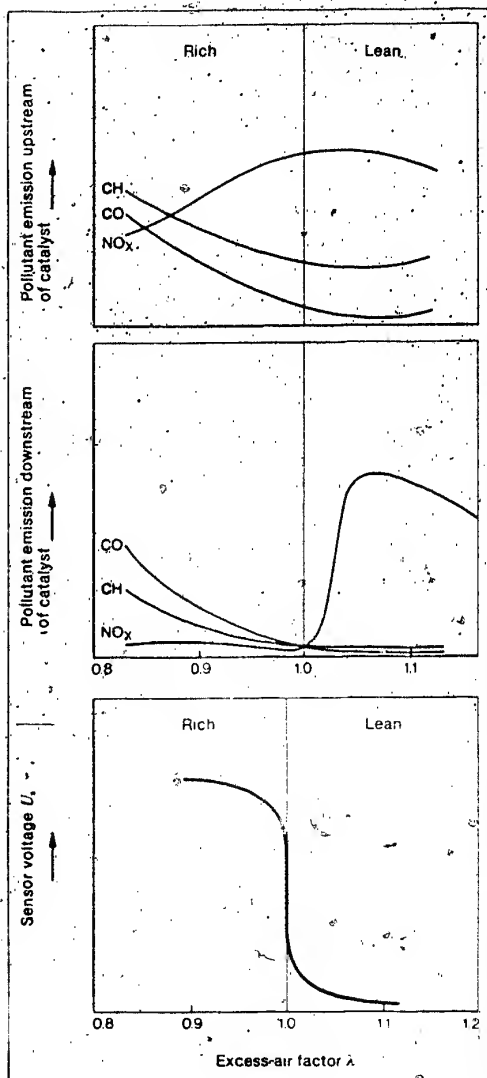 Rich Lean
Pollutant emission upstream
of catalyst
CH
CO
NOx
Pollutant emission downstream
of catalyst
CO
CH
NOx
0.8 0.9 1.0 1.1
Rich Lean
Sensor voltage U
0.8 0.9 1.0 1.1 1.2
Excess-air factor λ